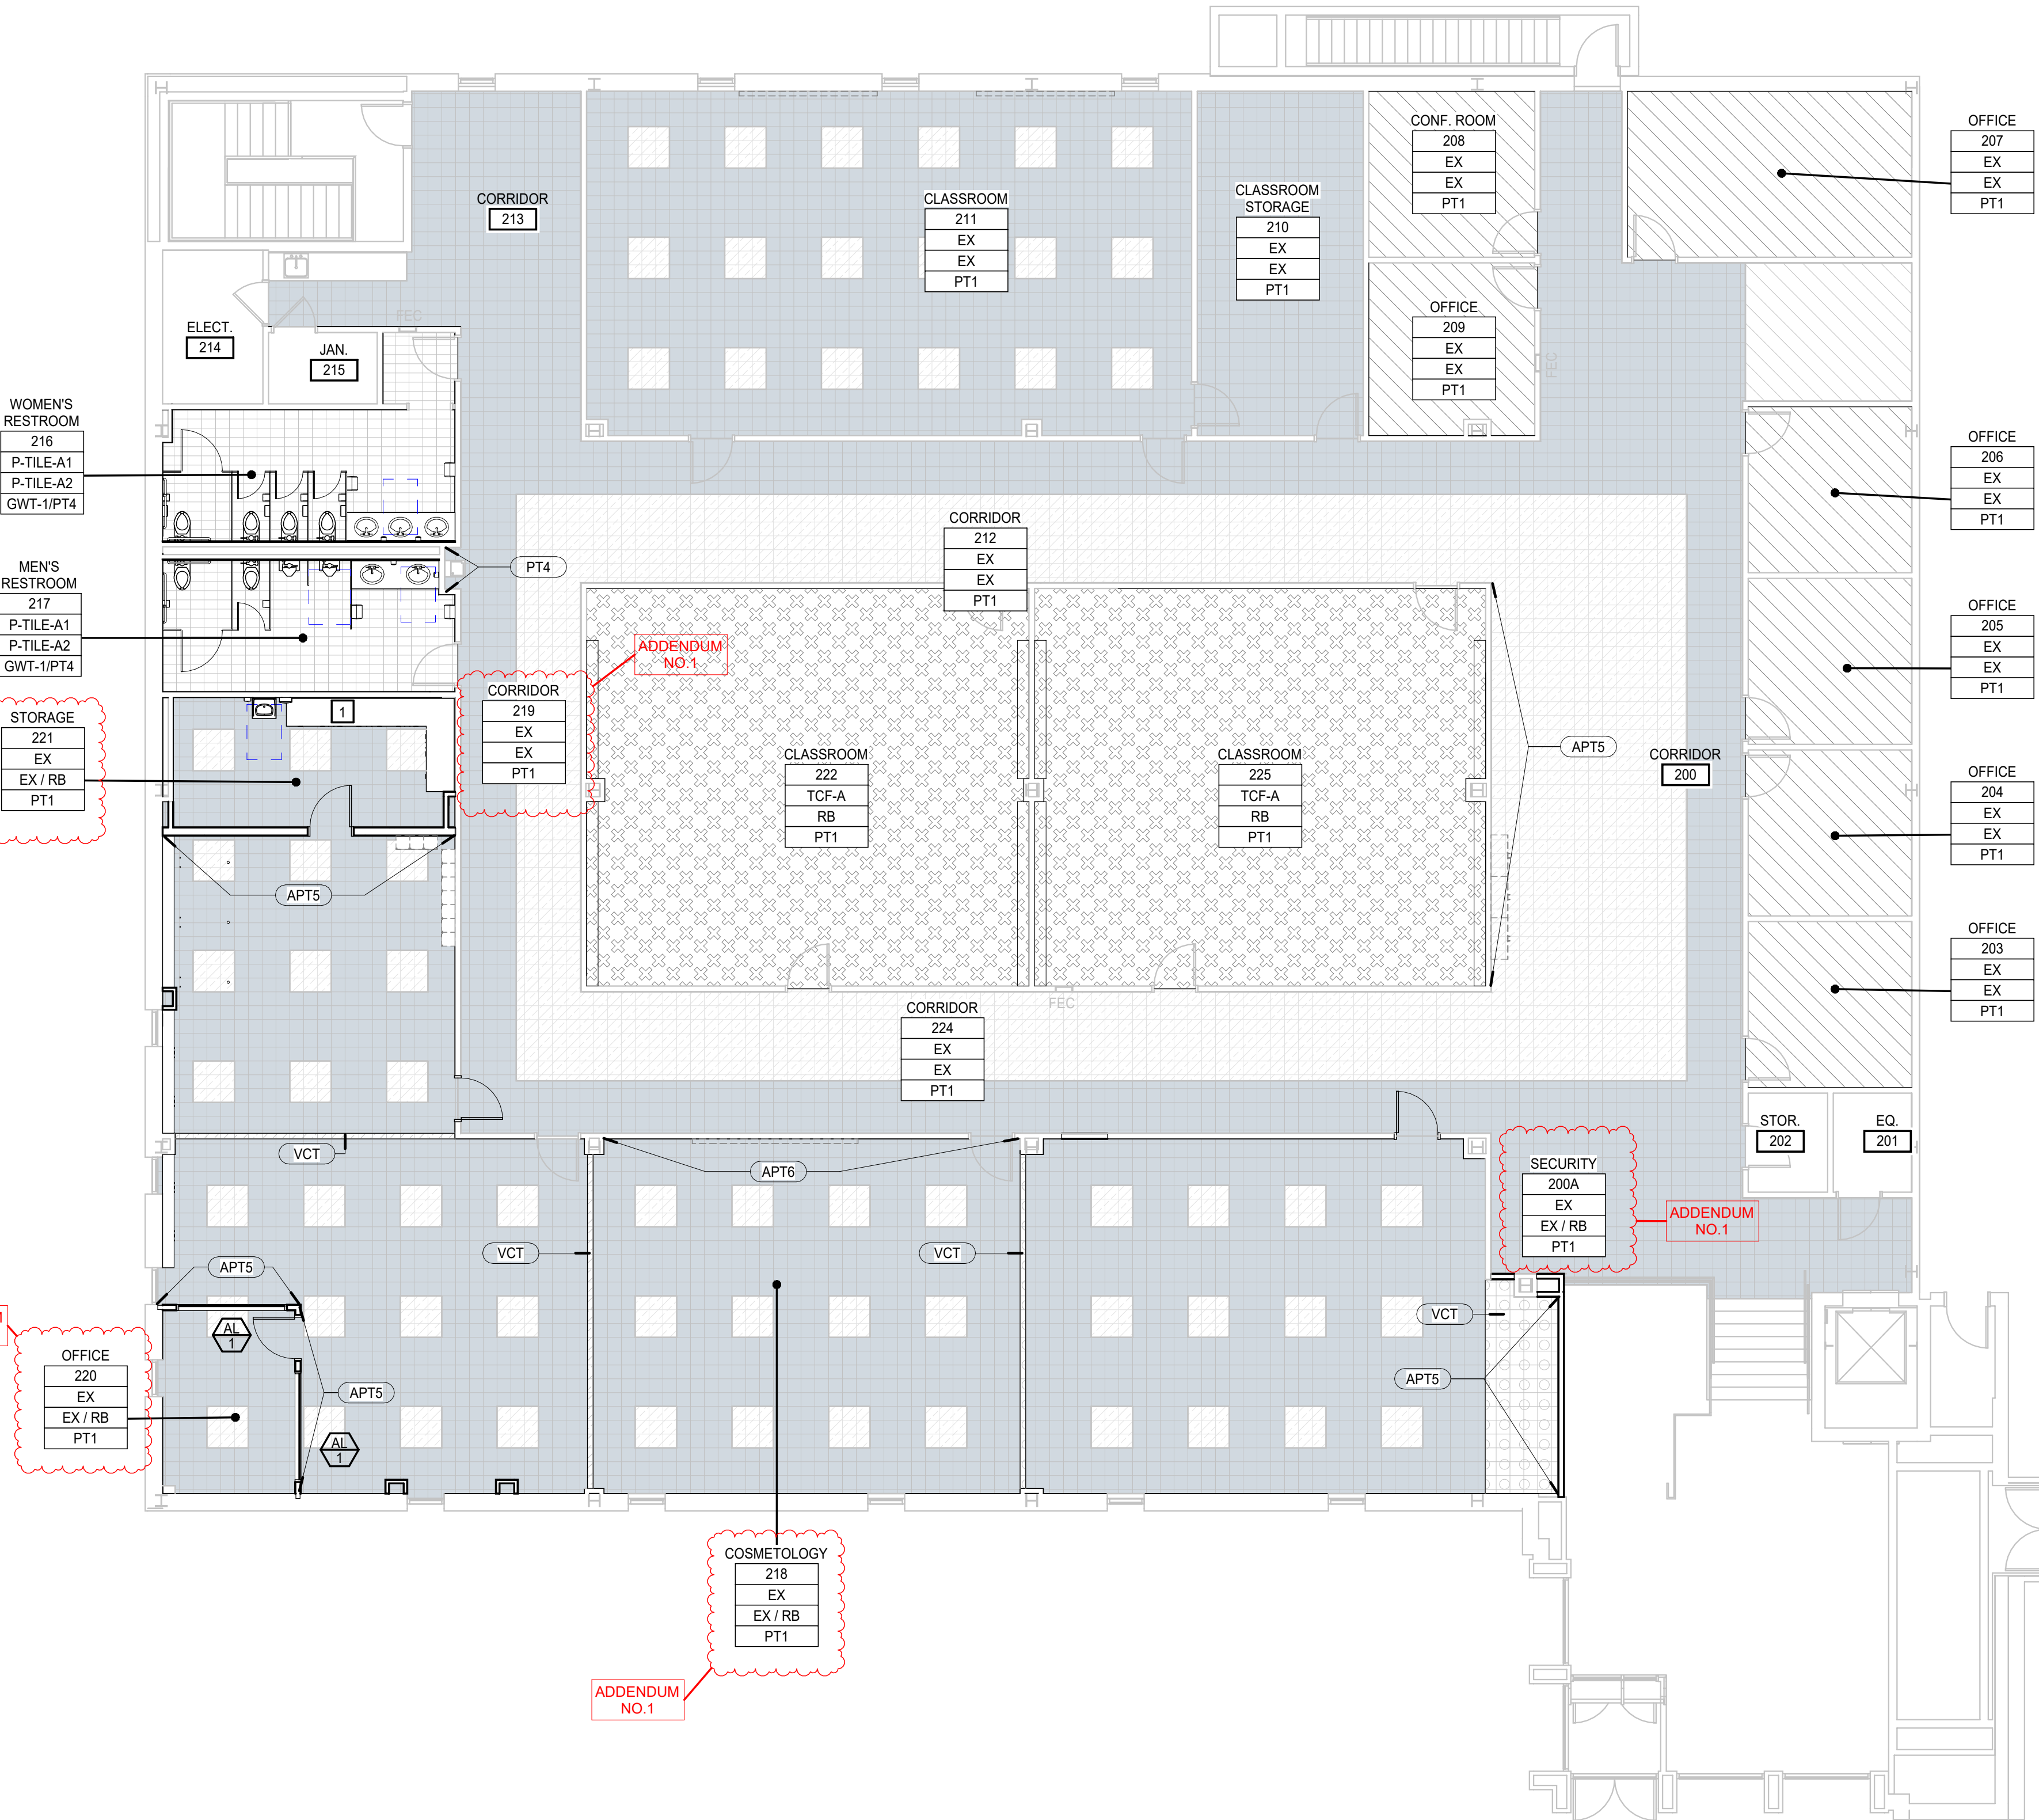 CONF. ROOM
208
EX
EX
PT1
OFFICE
207
EX
EX
PT1
CORRIDOR
213
CLASSROOM
211
EX
EX
PT1
CLASSROOM
STORAGE
210
EX
EX
PT1
OFFICE
209
EX
EX
PT1
FEC
FEC
ELECT.
214
JAN.
215
WOMEN'S
RESTROOM
216
P-TILE-A1
P-TILE-A2
GWT-1/PT4
OFFICE
206
EX
EX
PT1
CORRIDOR
212
EX
EX
PT1
PT4
MEN'S
RESTROOM
217
P-TILE-A1
P-TILE-A2
GWT-1/PT4
OFFICE
205
EX
EX
PT1
ADDENDUM
NO.1
CORRIDOR
219
EX
EX
PT1
STORAGE
221
EX
EX / RB
PT1
1
CLASSROOM
222
TCF-A
RB
PT1
CLASSROOM
225
TCF-A
RB
PT1
APT5
CORRIDOR
200
OFFICE
204
EX
EX
PT1
APT5
OFFICE
203
EX
EX
PT1
FEC
CORRIDOR
224
EX
EX
PT1
STOR.
202
EQ.
201
VCT
APT6
SECURITY
200A
EX
EX / RB
PT1
ADDENDUM
NO.1
VCT
VCT
APT5
VCT
AL
1
OFFICE
220
EX
EX / RB
PT1
APT5
APT5
AL
1
COSMETOLOGY
218
EX
EX / RB
PT1
ADDENDUM
NO.1